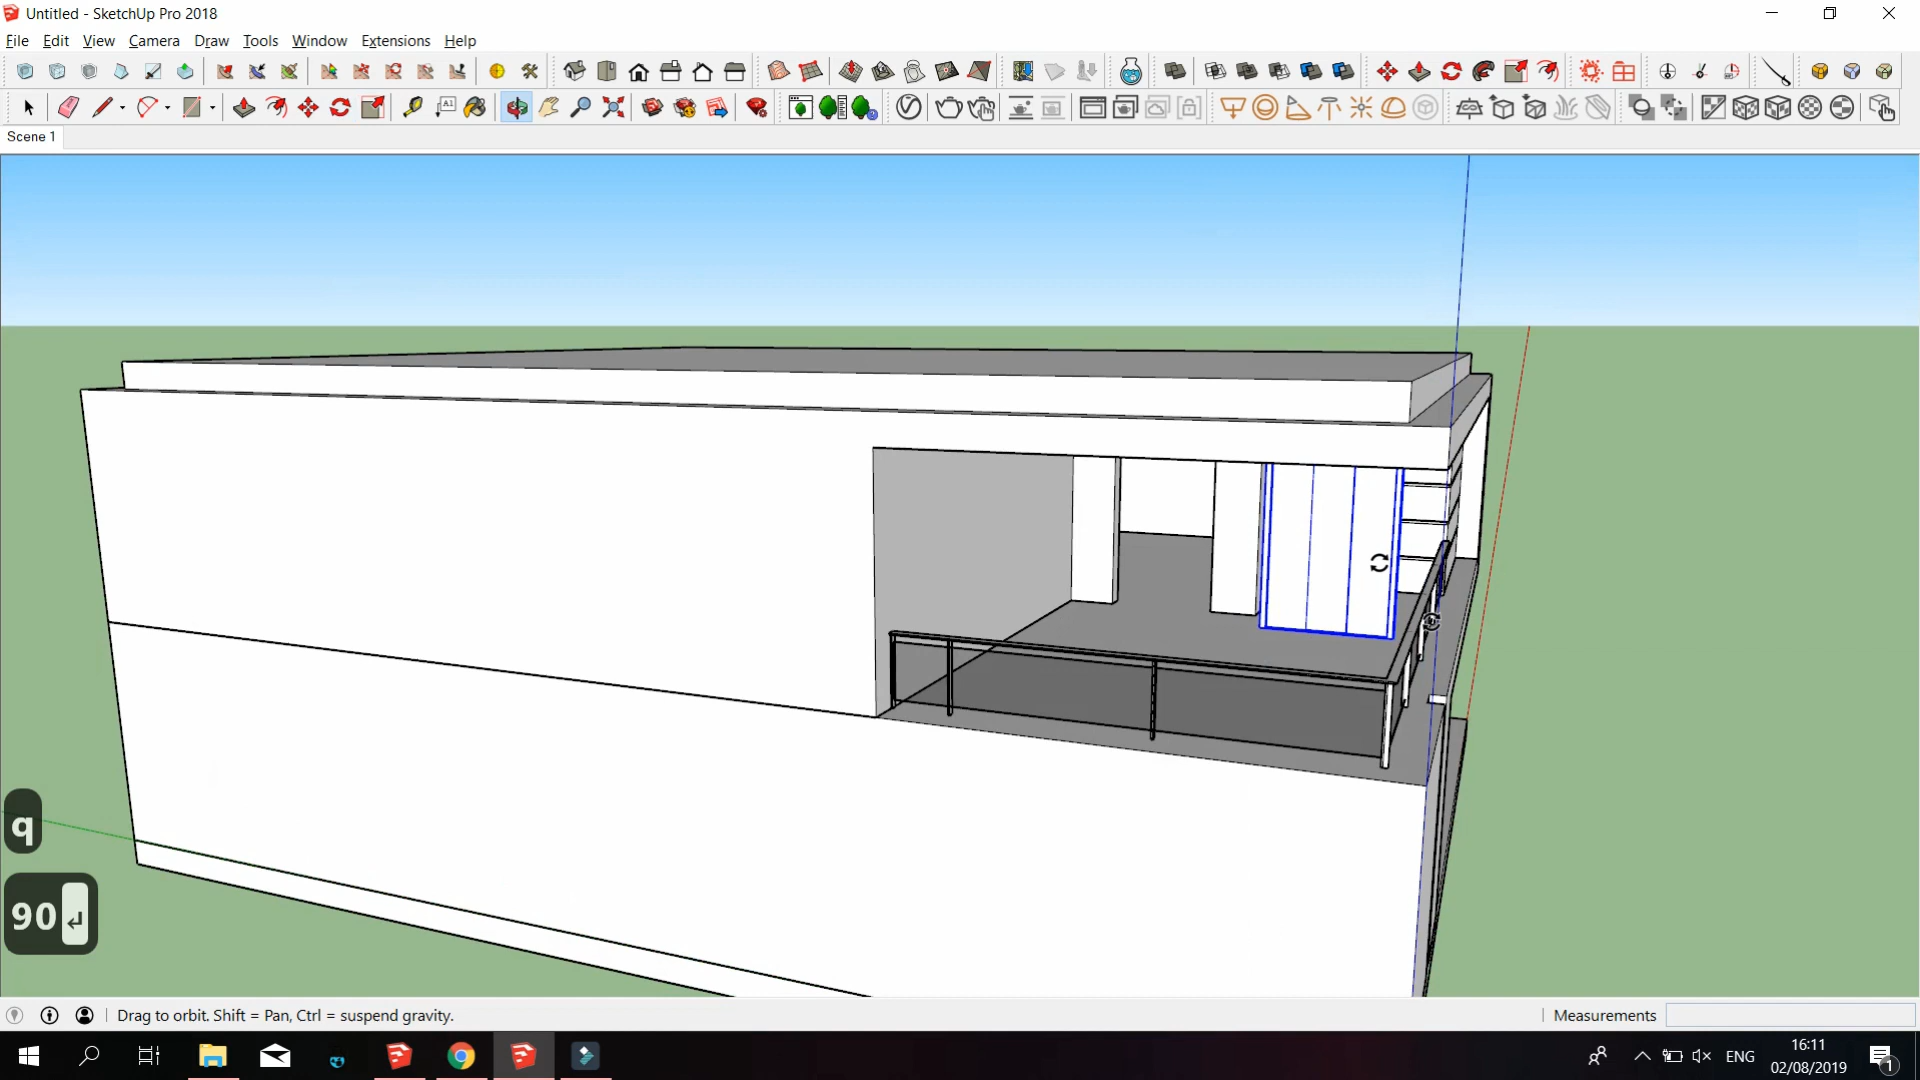 Untitled - SketchUp Pro 2018
File Edit View Camera Draw Tools Window Extensions Help
Scene 1
q
90
Drag to orbit. Shift = Pan, Ctrl = suspend gravity.
Measurements
ENG
16:11
02/08/2019
1